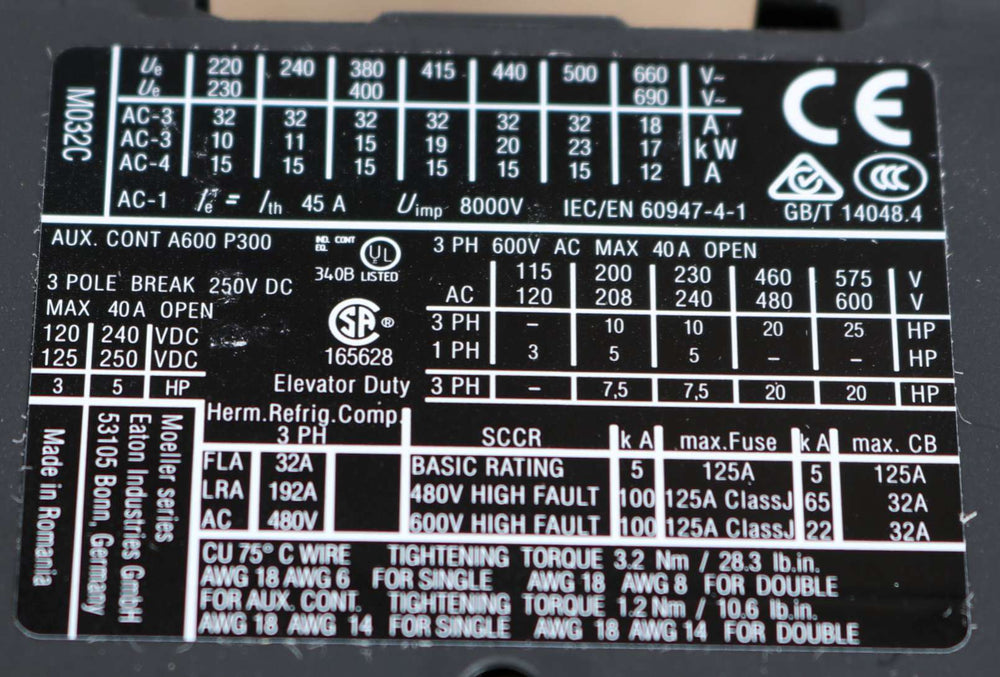 M032C
Ue 220 240 380 415 440 500 660 V~
Ue 230 400 690 V~
AC-3 32 32 32 32 32 32 18 A
AC-3 10 11 15 19 20 23 17 kW
AC-4 15 15 15 15 15 15 12 A
AC-1 Ie = Ith 45 A Uimp 8000V IEC/EN 60947-4-1 GB/T 14048.4
CE
CCC
AUX. CONT A600 P300
IND. CONT
EQ.
UL
340B LISTED
3 POLE BREAK 250V DC
MAX 40A OPEN
120 240 VDC
125 250 VDC
3 5 HP
SA ®
165628
3 PH 600V AC MAX 40A OPEN
115 200 230 460 575 V
AC 120 208 240 480 600 V
3 PH – 10 10 20 25 HP
1 PH 3 5 5 – – HP
Elevator Duty 3 PH – 7,5 7,5 20 20 HP
Made in Romania
Moeller series
Eaton Industries GmbH
53105 Bonn, Germany
Herm.Refrig.Comp.
3 PH
FLA 32A
LRA 192A
AC 480V
SCCR kA max.Fuse kA max. CB
BASIC RATING 5 125A 5 125A
480V HIGH FAULT 100 125A ClassJ 65 32A
600V HIGH FAULT 100 125A ClassJ 22 32A
CU 75° C WIRE TIGHTENING TORQUE 3.2 Nm / 28.3 lb.in.
AWG 18 AWG 6 FOR SINGLE AWG 18 AWG 8 FOR DOUBLE
FOR AUX. CONT. TIGHTENING TORQUE 1.2 Nm / 10.6 lb.in.
AWG 18 AWG 14 FOR SINGLE AWG 18 AWG 14 FOR DOUBLE